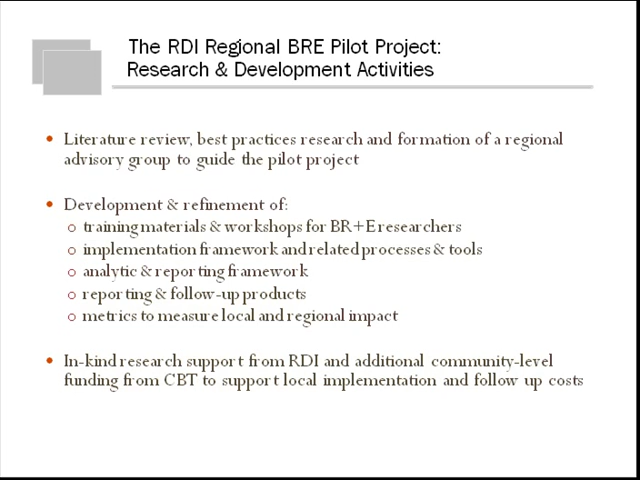 The RDI Regional BRE Pilot Project:
Research & Development Activities
• Literature review, best practices research and formation of a regional
advisory group to guide the pilot project
• Development & refinement of:
o training materials & workshops for BR+E researchers
o implementation framework and related processes & tools
o analytic & reporting framework
o reporting & follow-up products
o metrics to measure local and regional impact
• In-kind research support from RDI and additional community-level
funding from CBT to support local implementation and follow up costs